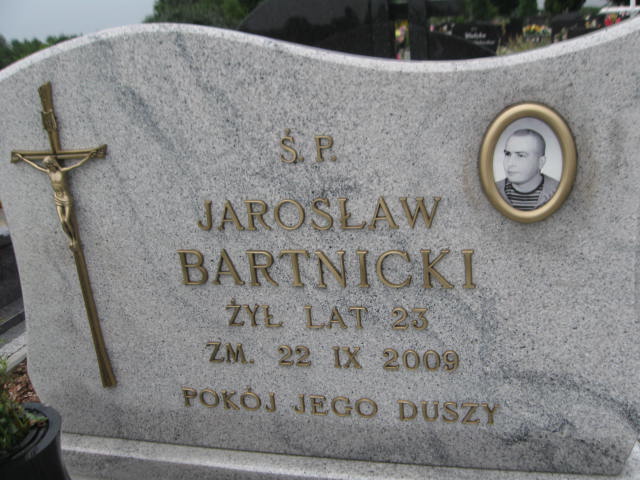 Ś. P.
JAROSŁAW
BARTNICKI
ŻYŁ LAT 23
ZM. 22 IX 2009
POKÓJ JEGO DUSZY